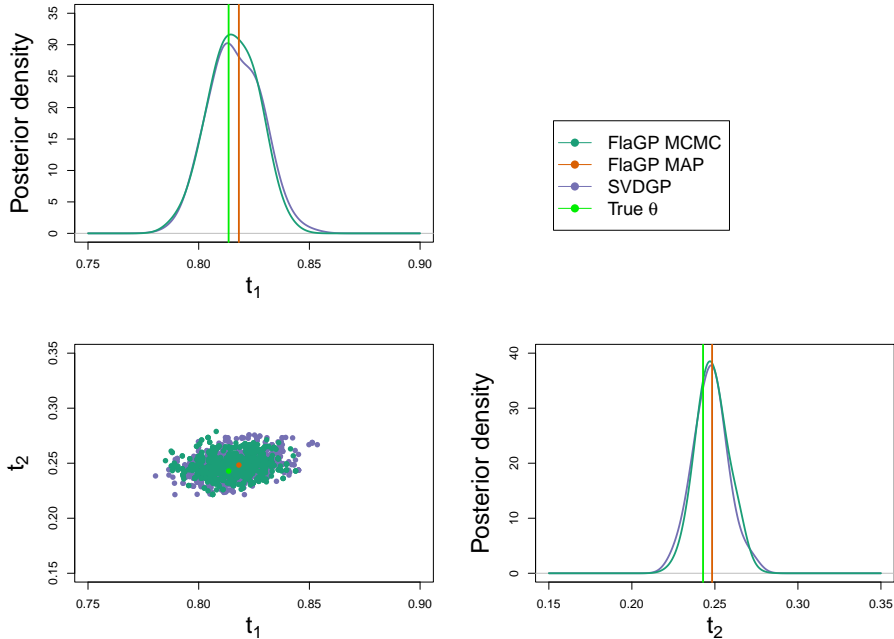 Posterior density
0 5 10 15 20 25 30 35
0.75 0.80 0.85 0.90
t1
FlaGP MCMC
FlaGP MAP
SVDGP
True θ
t2
0.15 0.20 0.25 0.30 0.35
0.75 0.80 0.85 0.90
t1
Posterior density
0 10 20 30 40
0.15 0.20 0.25 0.30 0.35
t2